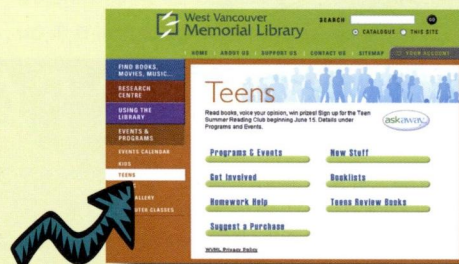 West Vancouver
Memorial Library
SEARCH
GO
CATALOGUE THIS SITE
HOME ABOUT US SUPPORT US CONTACT US SITEMAP YOUR ACCOUNT
FIND BOOKS,
MOVIES, MUSIC...
RESEARCH
CENTRE
USING THE
LIBRARY
EVENTS &
PROGRAMS
EVENTS CALENDAR
KIDS
TEENS
Teens
Read books, voice your opinion, win prizes! Sign up for the Teen
Summer Reading Club beginning June 15. Details under
Programs and Events.
askaway
Programs & Events
New Stuff
Get Involved
Booklists
Homework Help
Teens Review Books
Suggest a Purchase
WVML Privacy Policy
CLASSES